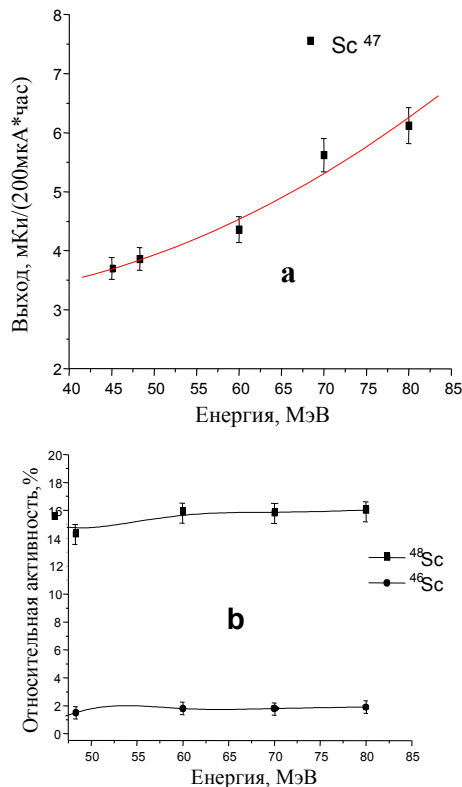 8
7
6
5
4
3
2
Выход, мКи/(200мкА*час)
Sc 47
a
40 45 50 55 60 65 70 75 80 85
Енергия, МэВ
20
18
16
14
12
10
8
6
4
2
0
Относительная активность,%
48Sc
46Sc
b
50 55 60 65 70 75 80 85
Енергия, МэВ